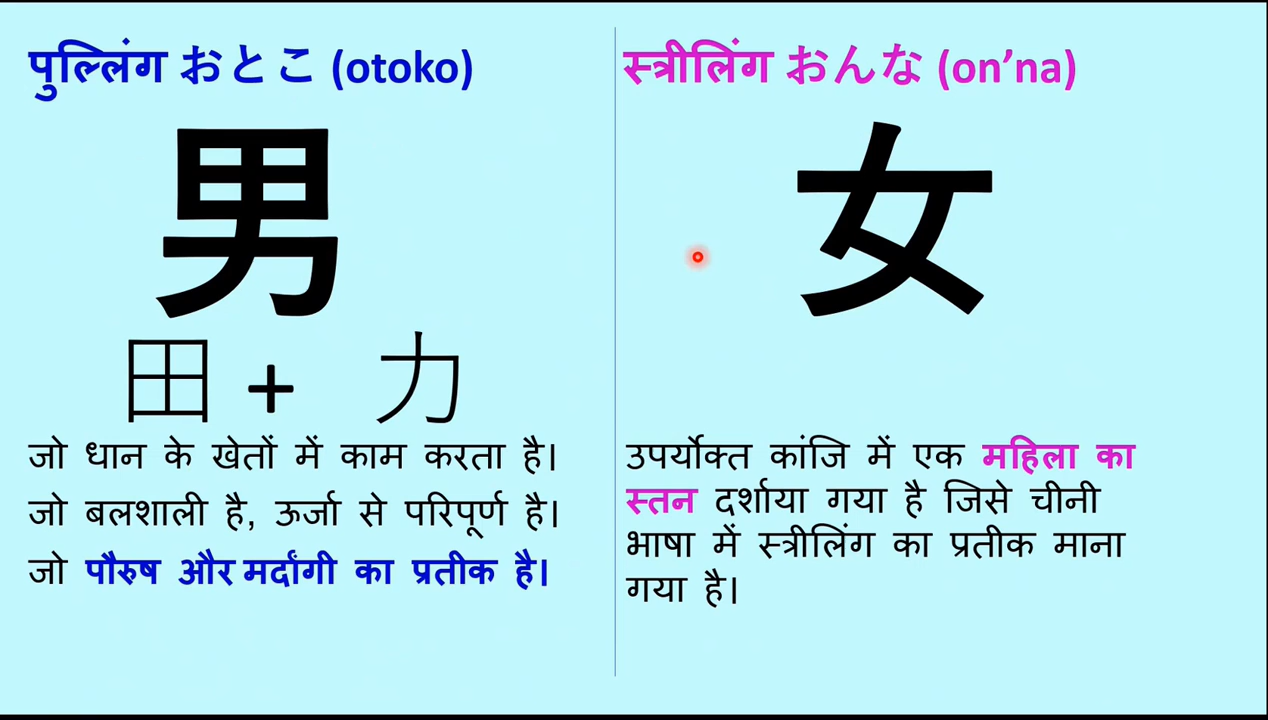 पुल्लिंग おとこ (otoko)
男
田 + 力
जो धान के खेतों में काम करता है।
जो बलशाली है, ऊर्जा से परिपूर्ण है।
जो पौरुष और मर्दांगी का प्रतीक है।
स्त्रीलिंग おんな (on’na)
女
उपर्योक्त कांजि में एक महिला का
स्तन दर्शाया गया है जिसे चीनी
भाषा में स्त्रीलिंग का प्रतीक माना
गया है।